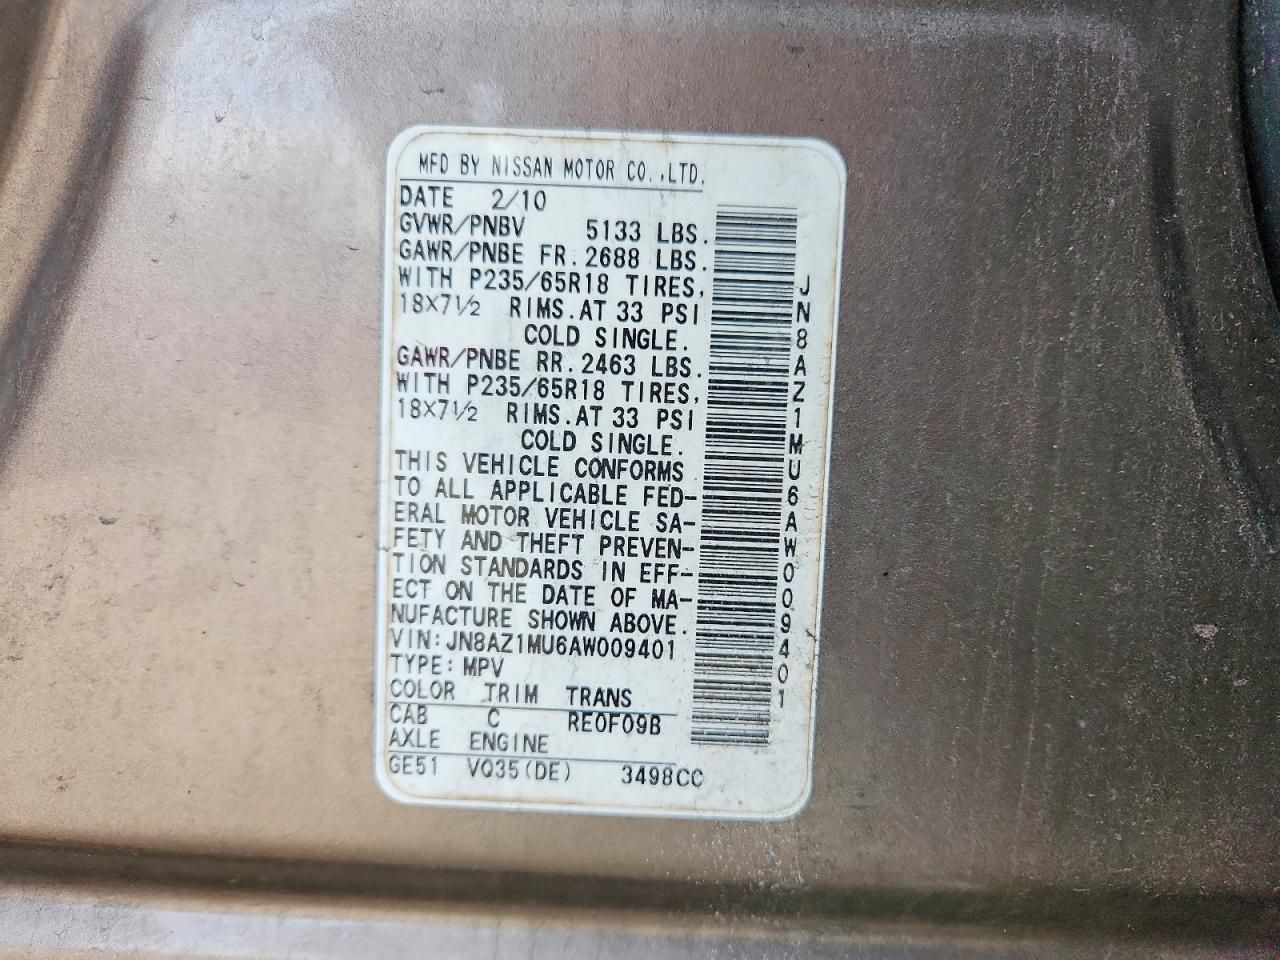 MFD BY NISSAN MOTOR CO.,LTD.
DATE 2/10
GVWR/PNBV 5133 LBS.
GAWR/PNBE FR.2688 LBS.
WITH P235/65R18 TIRES,
18X7½ RIMS.AT 33 PSI
COLD SINGLE.
GAWR/PNBE RR.2463 LBS.
WITH P235/65R18 TIRES,
18X7½ RIMS.AT 33 PSI
COLD SINGLE.
THIS VEHICLE CONFORMS
TO ALL APPLICABLE FED-
ERAL MOTOR VEHICLE SA-
FETY AND THEFT PREVEN-
TION STANDARDS IN EFF-
ECT ON THE DATE OF MA-
NUFACTURE SHOWN ABOVE.
VIN:JN8AZ1MU6AW009401
TYPE:MPV
COLOR TRIM TRANS
CAB C RE0F09B
AXLE ENGINE
GE51 VQ35(DE) 3498CC
JN8AZ1MU6AW009401